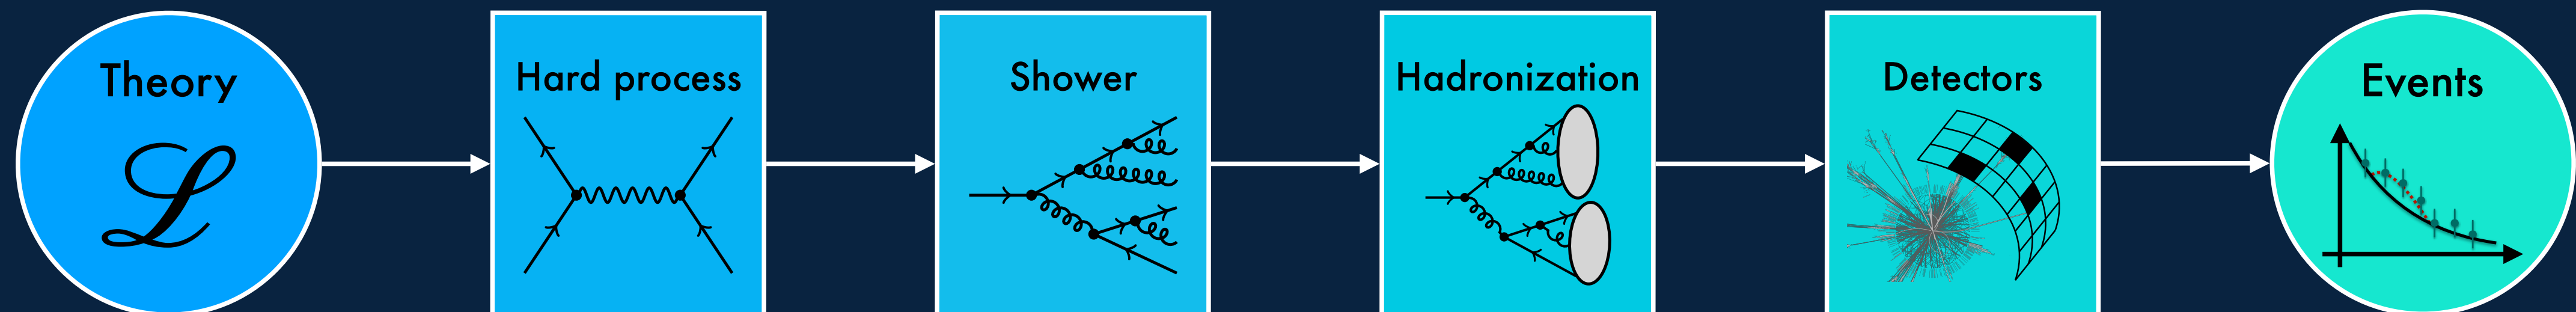 Theory
ℒ
Hard process
Shower
Hadronization
Detectors
Events